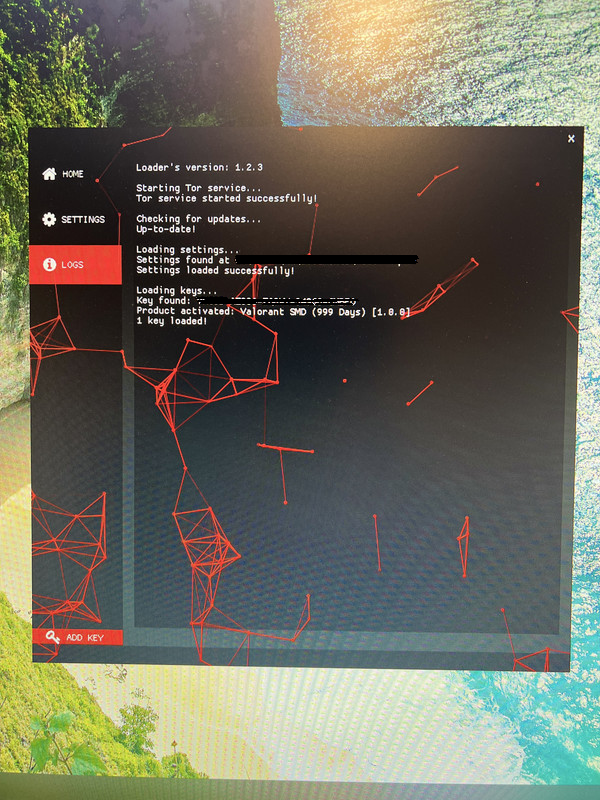 x
HOME
SETTINGS
LOGS
Loader's version: 1.2.3
Starting Tor service...
Tor service started successfully!
Checking for updates...
Up-to-date!
Loading settings...
Settings found at
Settings loaded successfully!
Loading keys...
Key found:
Product activated: Valorant SMD (999 Days) [1.0.0]
1 key loaded!
ADD KEY